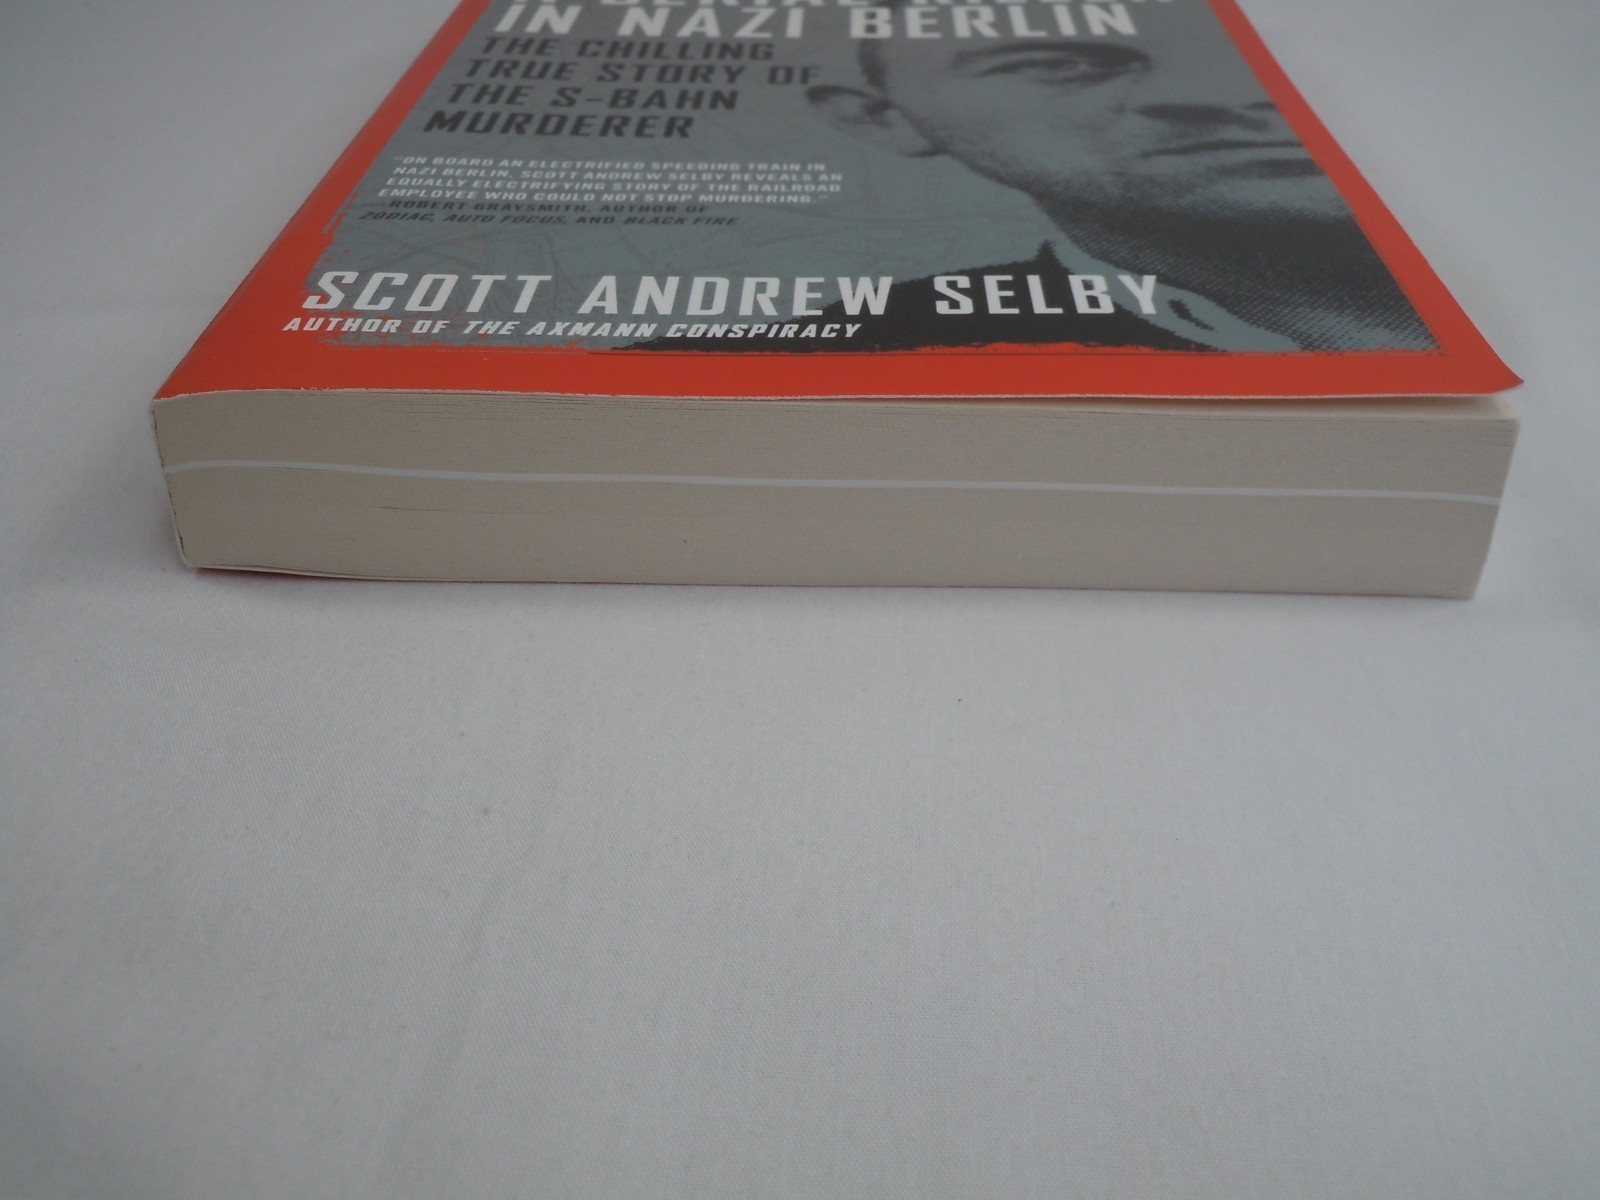 A SERIAL KILLER
IN NAZI BERLIN
THE CHILLING
TRUE STORY OF
THE S-BAHN
MURDERER
"ON BOARD AN ELECTRIFIED SPEEDING TRAIN IN
NAZI BERLIN, SCOTT ANDREW SELBY REVEALS AN
EQUALLY ELECTRIFYING STORY OF THE RAILROAD
EMPLOYEE WHO COULD NOT STOP MURDERING."
—ROBERT GRAYSMITH, AUTHOR OF
ZODIAC, AUTO FOCUS, AND BLACK FIRE
SCOTT ANDREW SELBY
AUTHOR OF THE AXMANN CONSPIRACY